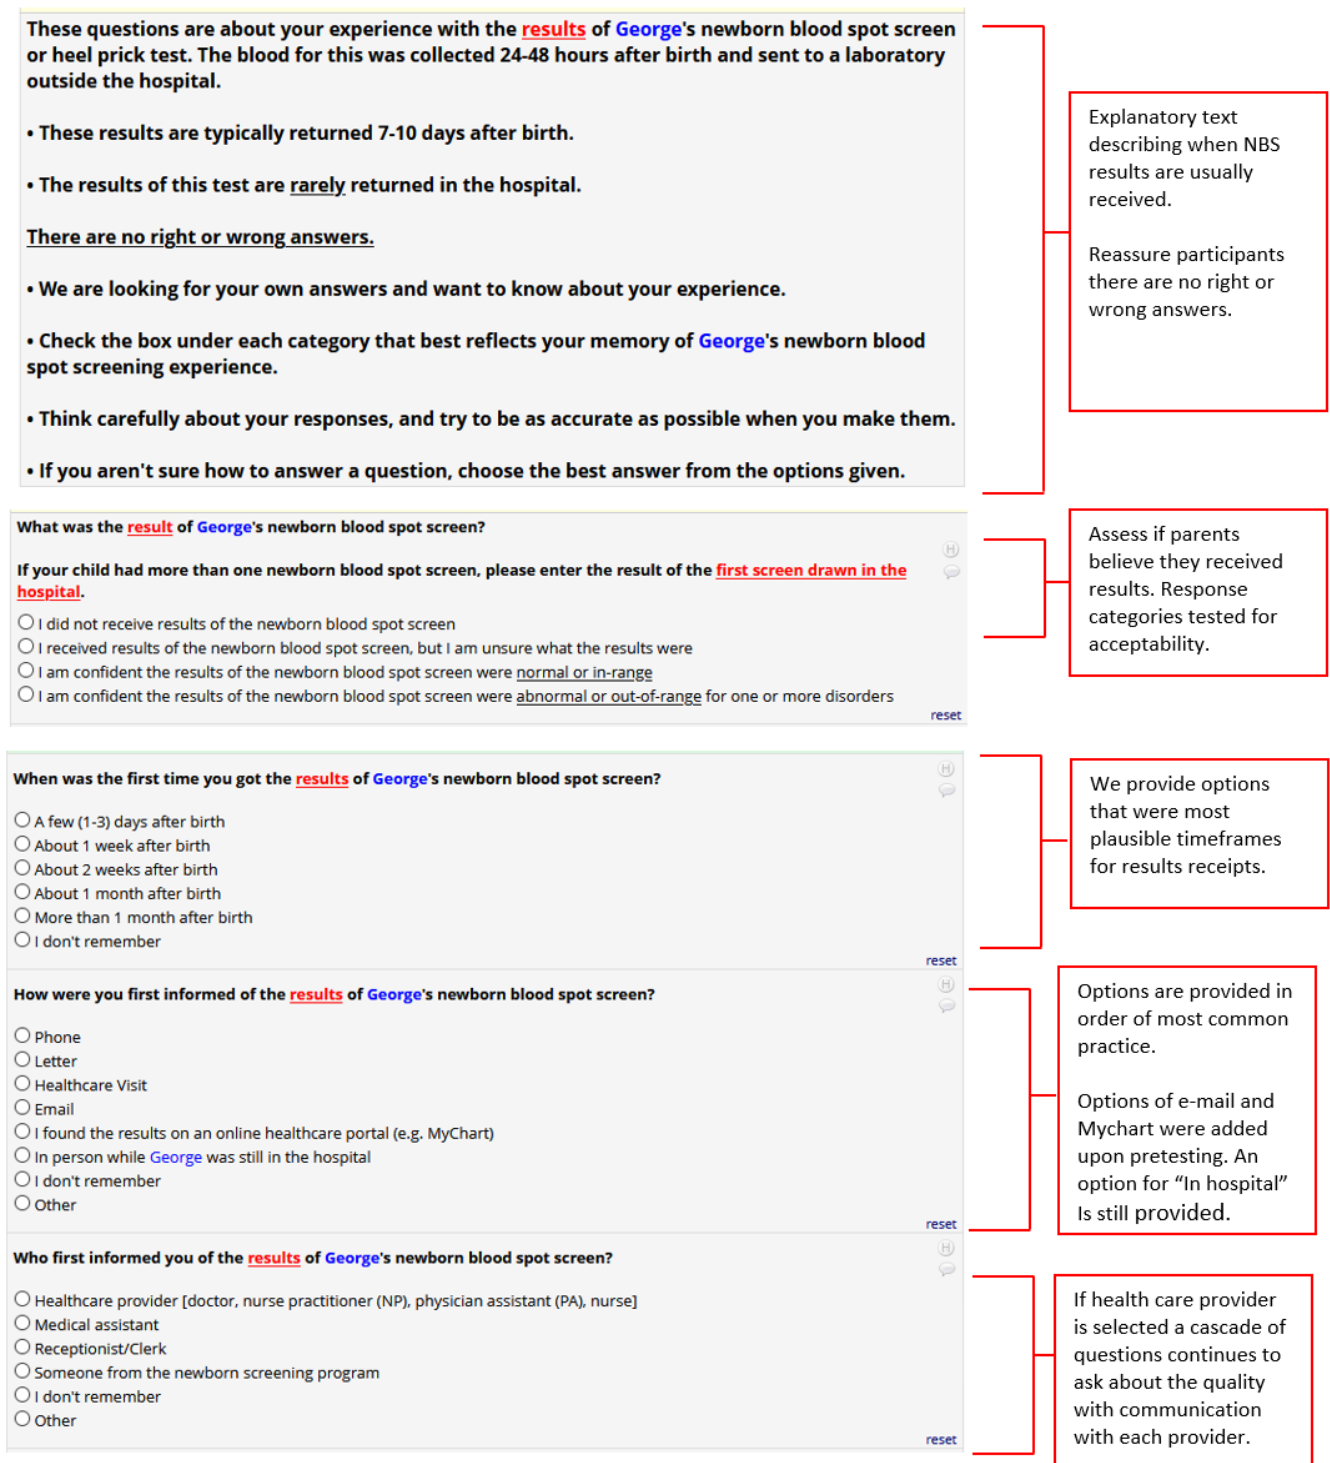 These questions are about your experience with the results of George's newborn blood spot screen
or heel prick test. The blood for this was collected 24-48 hours after birth and sent to a laboratory
outside the hospital.
• These results are typically returned 7-10 days after birth.
• The results of this test are rarely returned in the hospital.
There are no right or wrong answers.
• We are looking for your own answers and want to know about your experience.
• Check the box under each category that best reflects your memory of George's newborn blood
spot screening experience.
• Think carefully about your responses, and try to be as accurate as possible when you make them.
• If you aren't sure how to answer a question, choose the best answer from the options given.
Explanatory text
describing when NBS
results are usually
received.
Reassure participants
there are no right or
wrong answers.
What was the result of George's newborn blood spot screen?
H
If your child had more than one newborn blood spot screen, please enter the result of the first screen drawn in the
hospital.
I did not receive results of the newborn blood spot screen
I received results of the newborn blood spot screen, but I am unsure what the results were
I am confident the results of the newborn blood spot screen were normal or in-range
I am confident the results of the newborn blood spot screen were abnormal or out-of-range for one or more disorders
reset
Assess if parents
believe they received
results. Response
categories tested for
acceptability.
When was the first time you got the results of George's newborn blood spot screen?
H
A few (1-3) days after birth
About 1 week after birth
About 2 weeks after birth
About 1 month after birth
More than 1 month after birth
I don't remember
reset
We provide options
that were most
plausible timeframes
for results receipts.
How were you first informed of the results of George's newborn blood spot screen?
H
Phone
Letter
Healthcare Visit
Email
I found the results on an online healthcare portal (e.g. MyChart)
In person while George was still in the hospital
I don't remember
Other
reset
Options are provided in
order of most common
practice.
Options of e-mail and
Mychart were added
upon pretesting. An
option for “In hospital”
Is still provided.
Who first informed you of the results of George's newborn blood spot screen?
H
Healthcare provider [doctor, nurse practitioner (NP), physician assistant (PA), nurse]
Medical assistant
Receptionist/Clerk
Someone from the newborn screening program
I don't remember
Other
reset
If health care provider
is selected a cascade of
questions continues to
ask about the quality
with communication
with each provider.